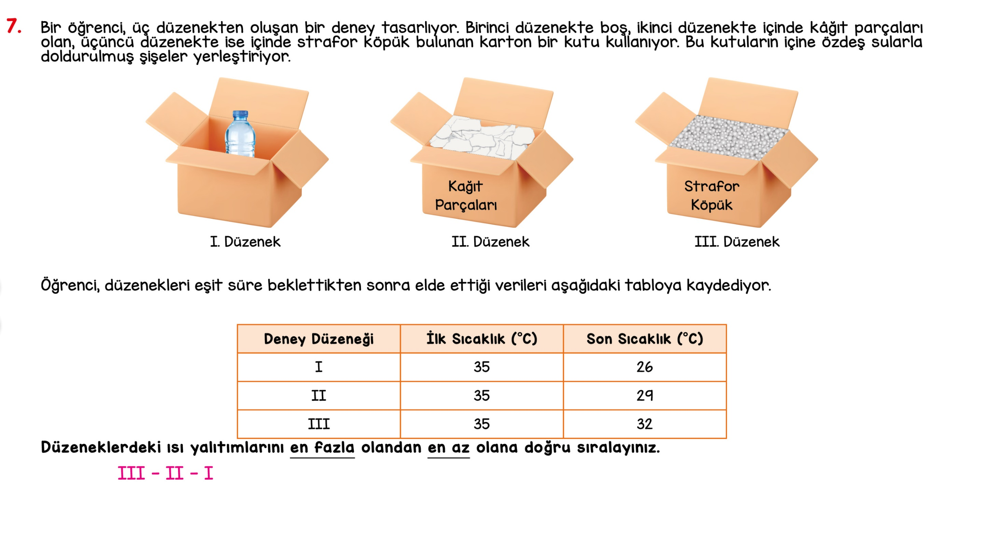 7. Bir öğrenci, üç düzenekten oluşan bir deney tasarlıyor. Birinci düzenekte boş, ikinci düzenekte içinde kâğıt parçaları
olan, üçüncü düzenekte ise içinde strafor köpük bulunan karton bir kutu kullanıyor. Bu kutuların içine özdeş sularla
doldurulmuş şişeler yerleştiriyor.
Kağıt
Parçaları
Strafor
Köpük
I. Düzenek
II. Düzenek
III. Düzenek
Öğrenci, düzenekleri eşit süre beklettikten sonra elde ettiği verileri aşağıdaki tabloya kaydediyor.
Deney Düzeneği İlk Sıcaklık (°C) Son Sıcaklık (°C)
I 35 26
II 35 29
III 35 32
Düzeneklerdeki ısı yalıtımlarını en fazla olandan en az olana doğru sıralayınız.
III - II - I